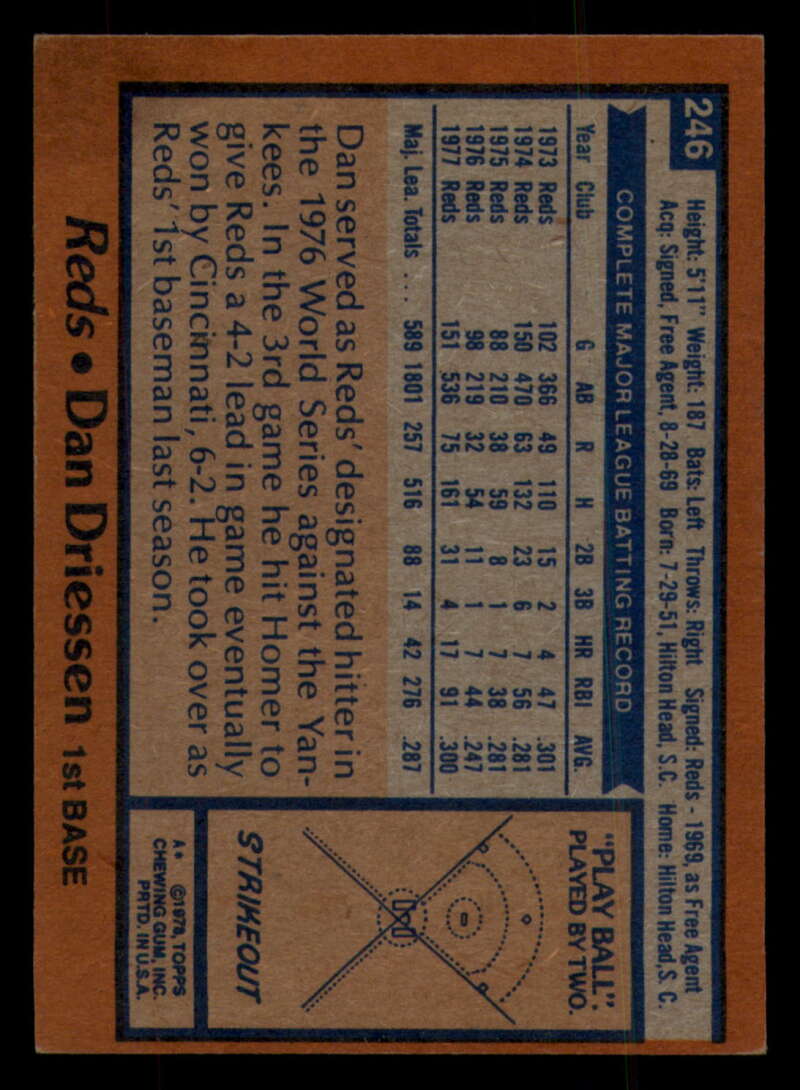 246
Height: 5'11" Weight: 187 Bats: Left Throws: Right Signed: Reds - 1969, as Free Agent
Acq: Signed, Free Agent, 8-28-69 Born: 7-29-51, Hilton Head, S.C. Home: Hilton Head, S. C.
COMPLETE MAJOR LEAGUE BATTING RECORD
Year Club G AB R H 2B 3B HR RBI AVG.
1973 Reds 102 366 49 110 15 2 4 47 .301
1974 Reds 150 470 63 132 23 6 7 56 .281
1975 Reds 88 210 38 59 8 1 7 38 .281
1976 Reds 98 219 32 54 11 1 7 44 .247
1977 Reds 151 536 75 161 31 4 17 91 .300
Maj. Lea. Totals ... 589 1801 257 516 88 14 42 276 .287
Dan served as Reds' designated hitter in
the 1976 World Series against the Yan-
kees. In the 3rd game he hit Homer to
give Reds a 4-2 lead in game eventually
won by Cincinnati, 6-2. He took over as
Reds' 1st baseman last season.
"PLAY BALL":
PLAYED BY TWO.
STRIKEOUT
A* ©1978, TOPPS
CHEWING GUM, INC.
PRTD. IN U.S.A.
Reds • Dan Driessen 1st BASE